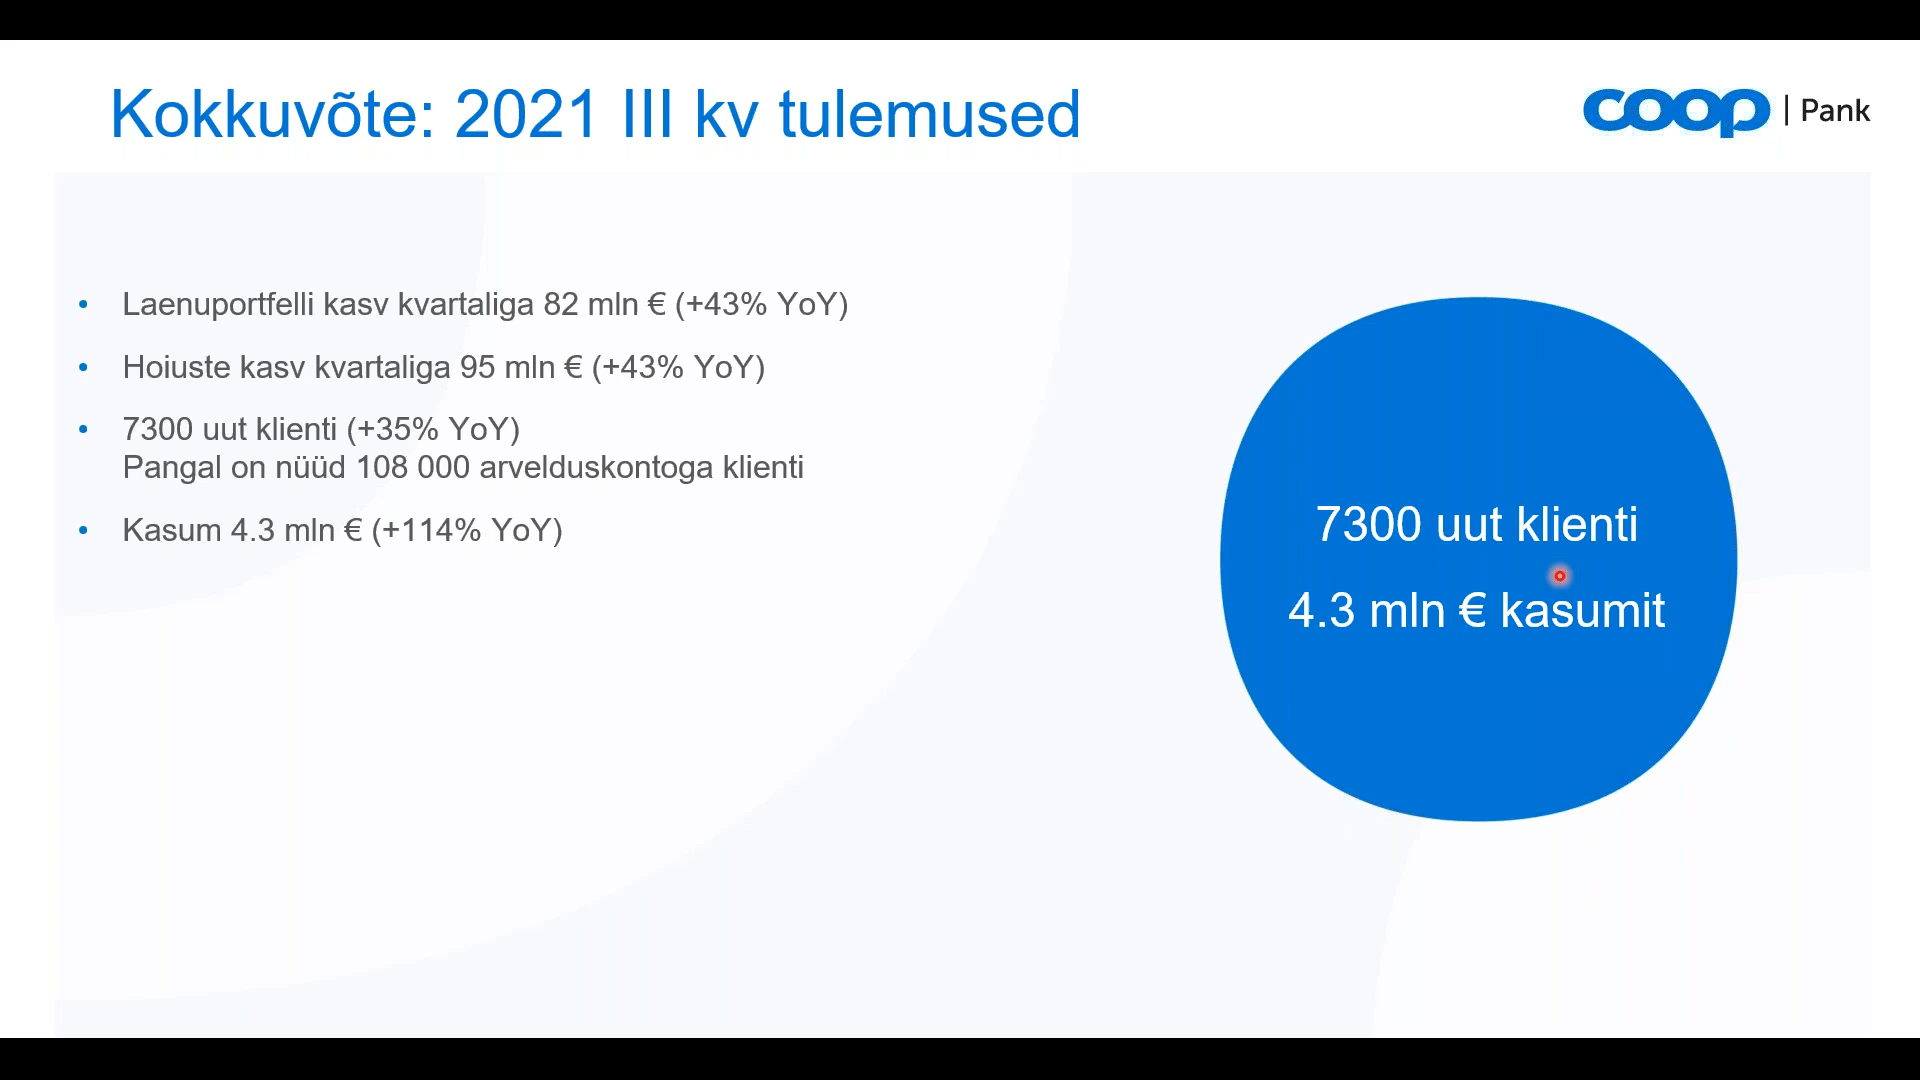 Kokkuvõte: 2021 III kv tulemused
coop | Pank
• Laenuportfelli kasv kvartaliga 82 mln € (+43% YoY)
• Hoiuste kasv kvartaliga 95 mln € (+43% YoY)
• 7300 uut klienti (+35% YoY)
Pangal on nüüd 108 000 arvelduskontoga klienti
• Kasum 4.3 mln € (+114% YoY)
7300 uut klienti
4.3 mln € kasumit